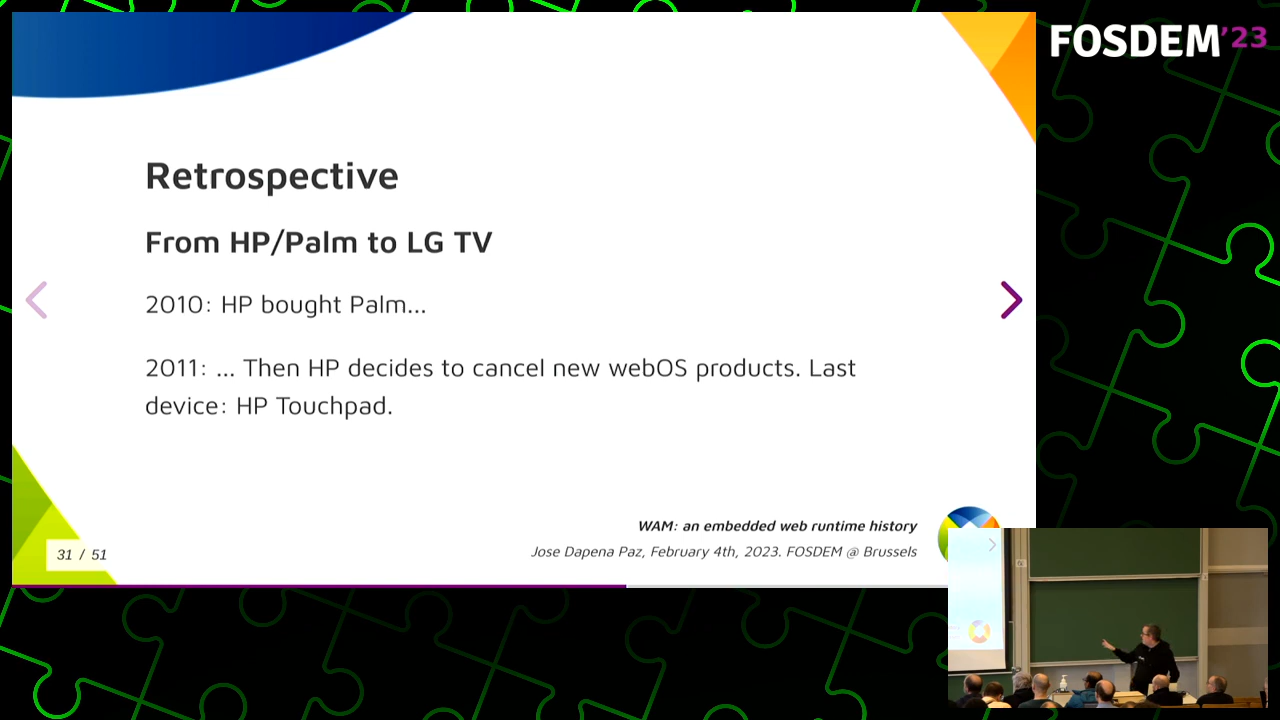 FOSDEM'23
Retrospective
From HP/Palm to LG TV
2010: HP bought Palm...
2011: ... Then HP decides to cancel new webOS products. Last
device: HP Touchpad.
WAM: an embedded web runtime history
Jose Dapena Paz, February 4th, 2023. FOSDEM @ Brussels
31 / 51